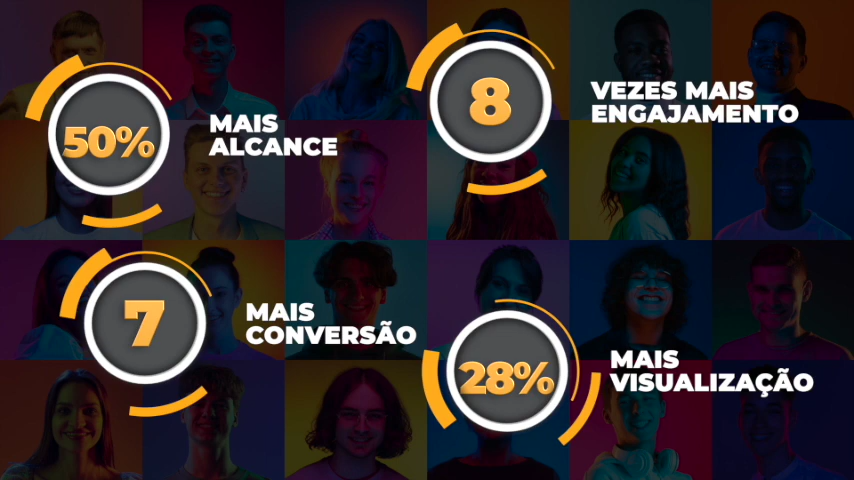 50%
MAIS
ALCANCE
8
VEZES MAIS
ENGAJAMENTO
7
MAIS
CONVERSÃO
28%
MAIS
VISUALIZAÇÃO